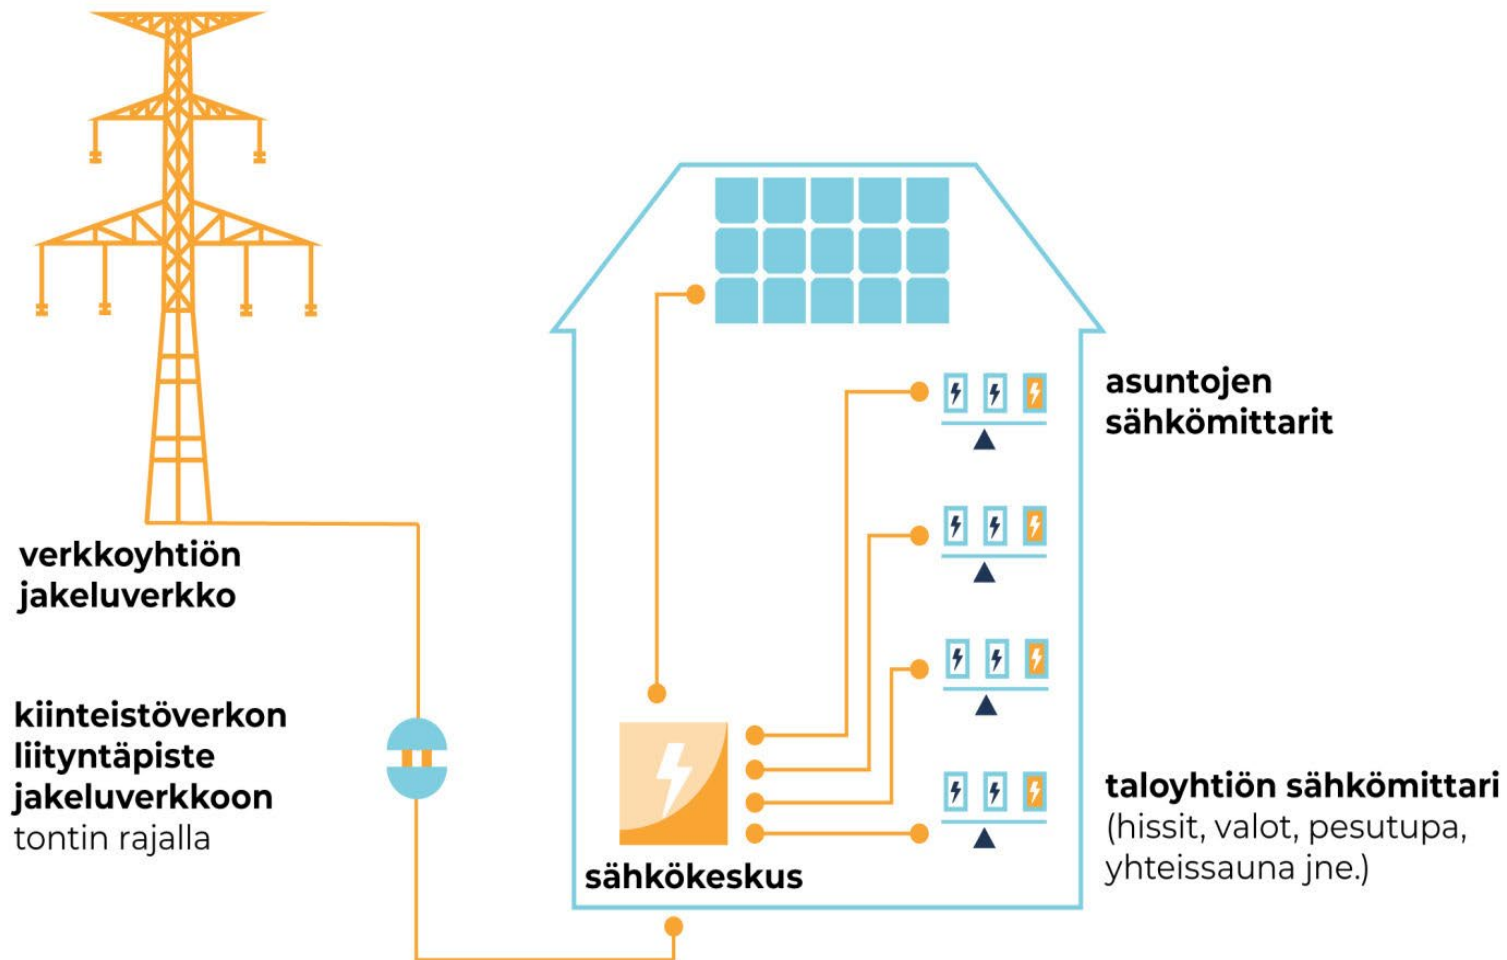 verkkoyhtiön
jakeluverkko
kiinteistöverkon
liityntäpiste
jakeluverkkoon
tontin rajalla
sähkökeskus
asuntojen
sähkömittarit
taloyhtiön sähkömittari
(hissit, valot, pesutupa,
yhteissauna jne.)